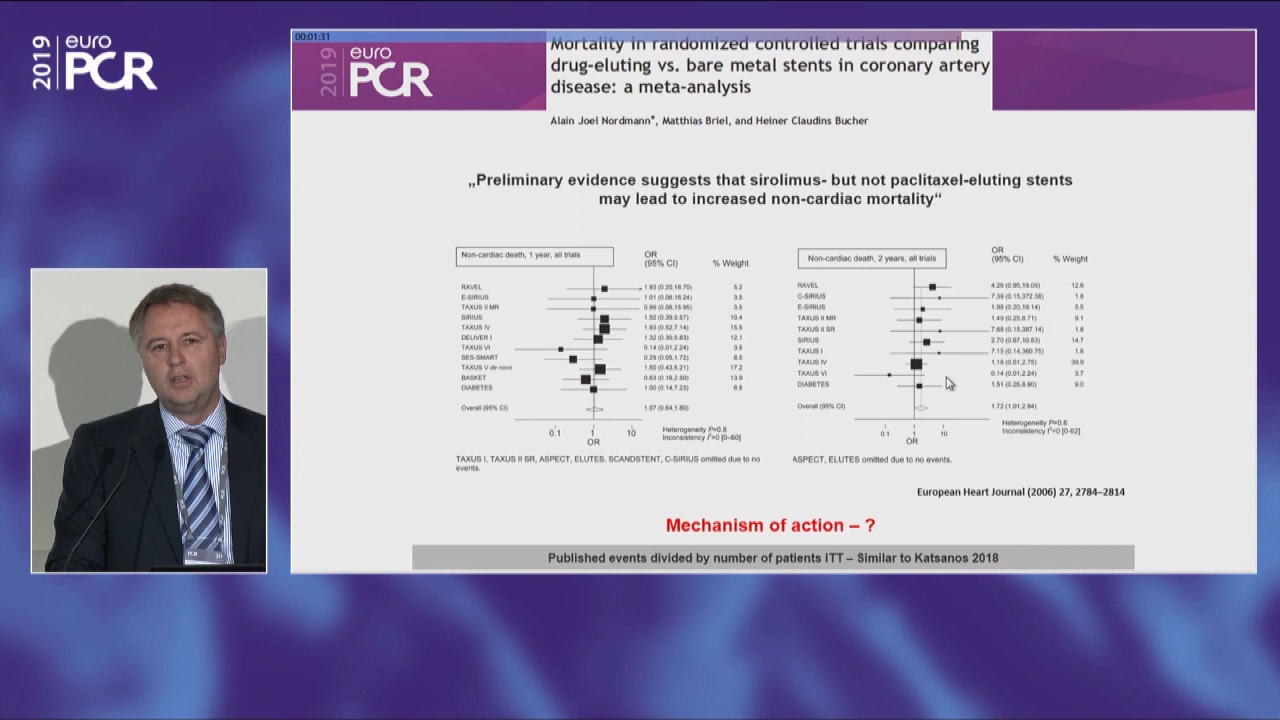 2019
euro
PCR
00:01:31
2019
euro
PCR
Mortality in randomized controlled trials comparing
drug-eluting vs. bare metal stents in coronary artery
disease: a meta-analysis
Alain Joel Nordmann*, Matthias Briel, and Heiner Claudins Bucher
„Preliminary evidence suggests that sirolimus- but not paclitaxel-eluting stents
may lead to increased non-cardiac mortality“
Non-cardiac death, 1 year, all trials
OR
(95% CI)
% Weight
RAVEL 1.93 (0.20,18.70) 5.2
E-SIRIUS 1.01 (0.06,16.24) 3.5
TAXUS II MR 0.99 (0.06,15.95) 3.5
SIRIUS 1.92 (0.39,9.57) 10.4
TAXUS IV 1.93 (0.52,7.14) 15.5
DELIVER I 1.32 (0.30,5.83) 12.1
TAXUS VI 0.14 (0.01,2.24) 3.5
SES-SMART 0.29 (0.05,1.72) 8.5
TAXUS V de novo 1.50 (0.43,5.21) 17.2
BASKET 0.63 (0.16,2.50) 13.9
DIABETES 1.00 (0.14,7.23) 6.8
Overall (95% CI) 1.07 (0.64,1.80)
0.1 1 10
OR
Heterogeneity P=0.8
Inconsistency I²=0 [0–60]
TAXUS I, TAXUS II SR, ASPECT, ELUTES, SCANDSTENT, C-SIRIUS omitted due to no
events.
Non-cardiac death, 2 years, all trials
OR
(95% CI)
% Weight
RAVEL 4.26 (0.95,19.09) 12.6
C-SIRIUS 7.39 (0.15,372.38) 1.8
E-SIRIUS 1.98 (0.20,19.14) 5.5
TAXUS II MR 1.49 (0.25,8.71) 9.1
TAXUS II SR 7.68 (0.15,387.14) 1.8
SIRIUS 2.70 (0.67,10.83) 14.7
TAXUS I 7.15 (0.14,360.75) 1.8
TAXUS IV 1.18 (0.51,2.75) 39.9
TAXUS VI 0.14 (0.01,2.24) 3.7
DIABETES 1.51 (0.26,8.90) 9.0
Overall (95% CI) 1.72 (1.01,2.94)
0.1 1 10
OR
Heterogeneity P=0.6
Inconsistency I²=0 [0-62]
ASPECT, ELUTES omitted due to no events.
European Heart Journal (2006) 27, 2784–2814
Mechanism of action – ?
Published events divided by number of patients ITT – Similar to Katsanos 2018
PCR